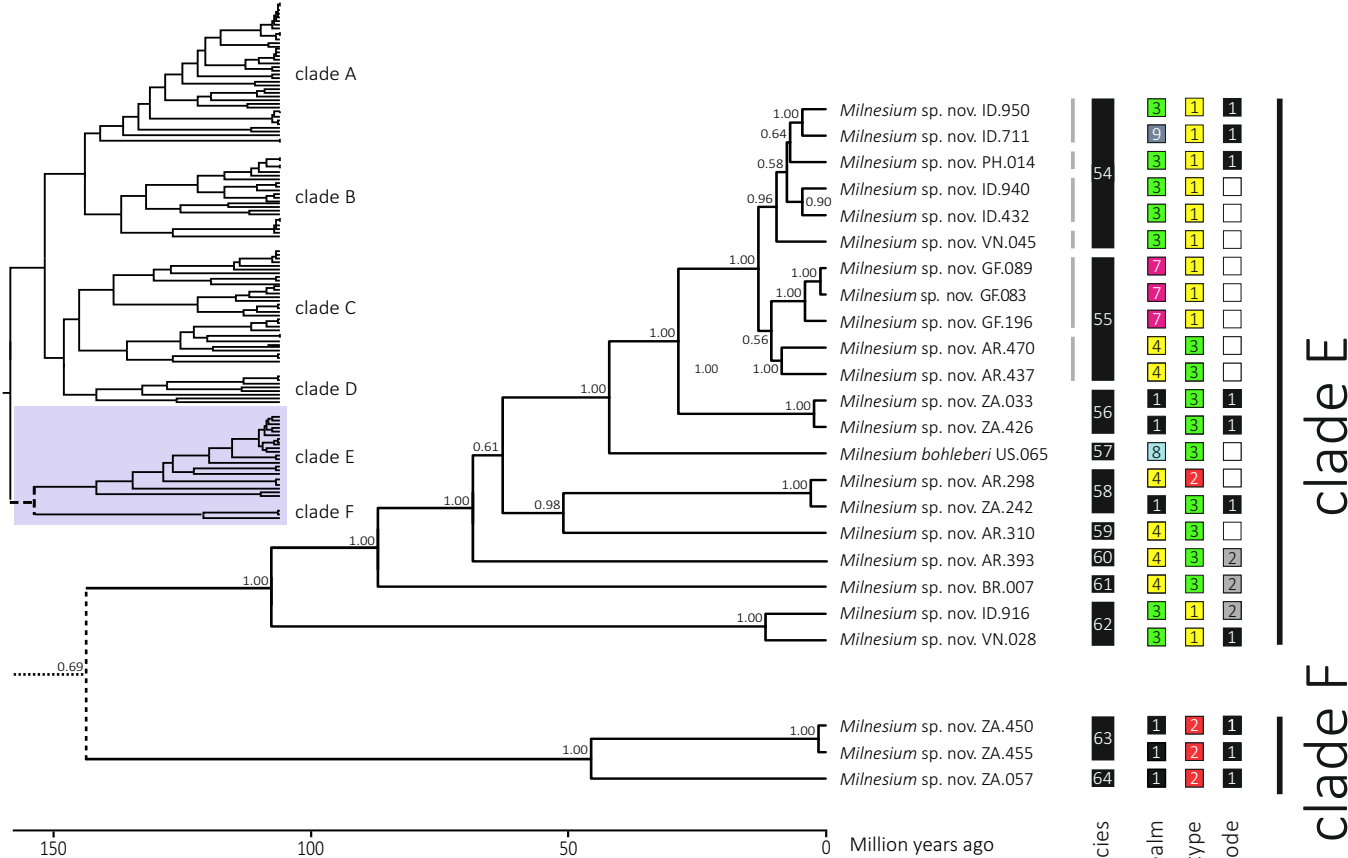 clade A
clade B
clade C
clade D
clade E
clade F
1.00 Milnesium sp. nov. ID.950 3 1 1
0.64 Milnesium sp. nov. ID.711 9 1 1
0.58 Milnesium sp. nov. PH.014 3 1 1
54
0.96 0.90 Milnesium sp. nov. ID.940 3 1
Milnesium sp. nov. ID.432 3 1
Milnesium sp. nov. VN.045 3 1
1.00 1.00 Milnesium sp. nov. GF.089 7 1
1.00 Milnesium sp. nov. GF.083 7 1
55
Milnesium sp. nov. GF.196 7 1
1.00 0.56 Milnesium sp. nov. AR.470 4 3
1.00 1.00 Milnesium sp. nov. AR.437 4 3
1.00 Milnesium sp. nov. ZA.033 1 3 1
56
1.00 Milnesium sp. nov. ZA.426 1 3 1
0.61 Milnesium bohleberi US.065 57 8 3
1.00 Milnesium sp. nov. AR.298 4 2
58
1.00 0.98 Milnesium sp. nov. ZA.242 1 3 1
Milnesium sp. nov. AR.310 59 4 3
1.00 Milnesium sp. nov. AR.393 60 4 3 2
1.00 Milnesium sp. nov. BR.007 61 4 3 2
1.00 Milnesium sp. nov. ID.916 3 1 2
62
Milnesium sp. nov. VN.028 3 1 1
clade E
0.69
1.00 Milnesium sp. nov. ZA.450 1 2 1
63
1.00 Milnesium sp. nov. ZA.455 1 2 1
Milnesium sp. nov. ZA.057 64 1 2 1
clade F
150 100 50 0 Million years ago
cies
alm
type
ode